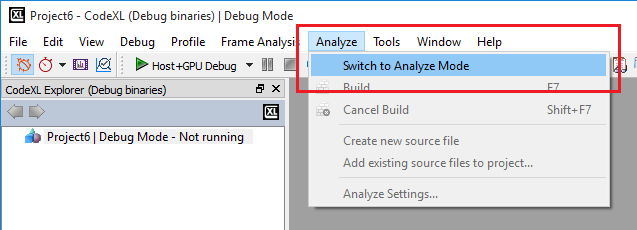 Project6 - CodeXL (Debug binaries) | Debug Mode
File Edit View Debug Profile Frame Analysis Analyze Tools Window Help
Host+GPU Debug
Switch to Analyze Mode
CodeXL Explorer (Debug binaries)
Build F7
Cancel Build Shift+F7
Project6 | Debug Mode - Not running
Create new source file
Add existing source files to project...
Analyze Settings...